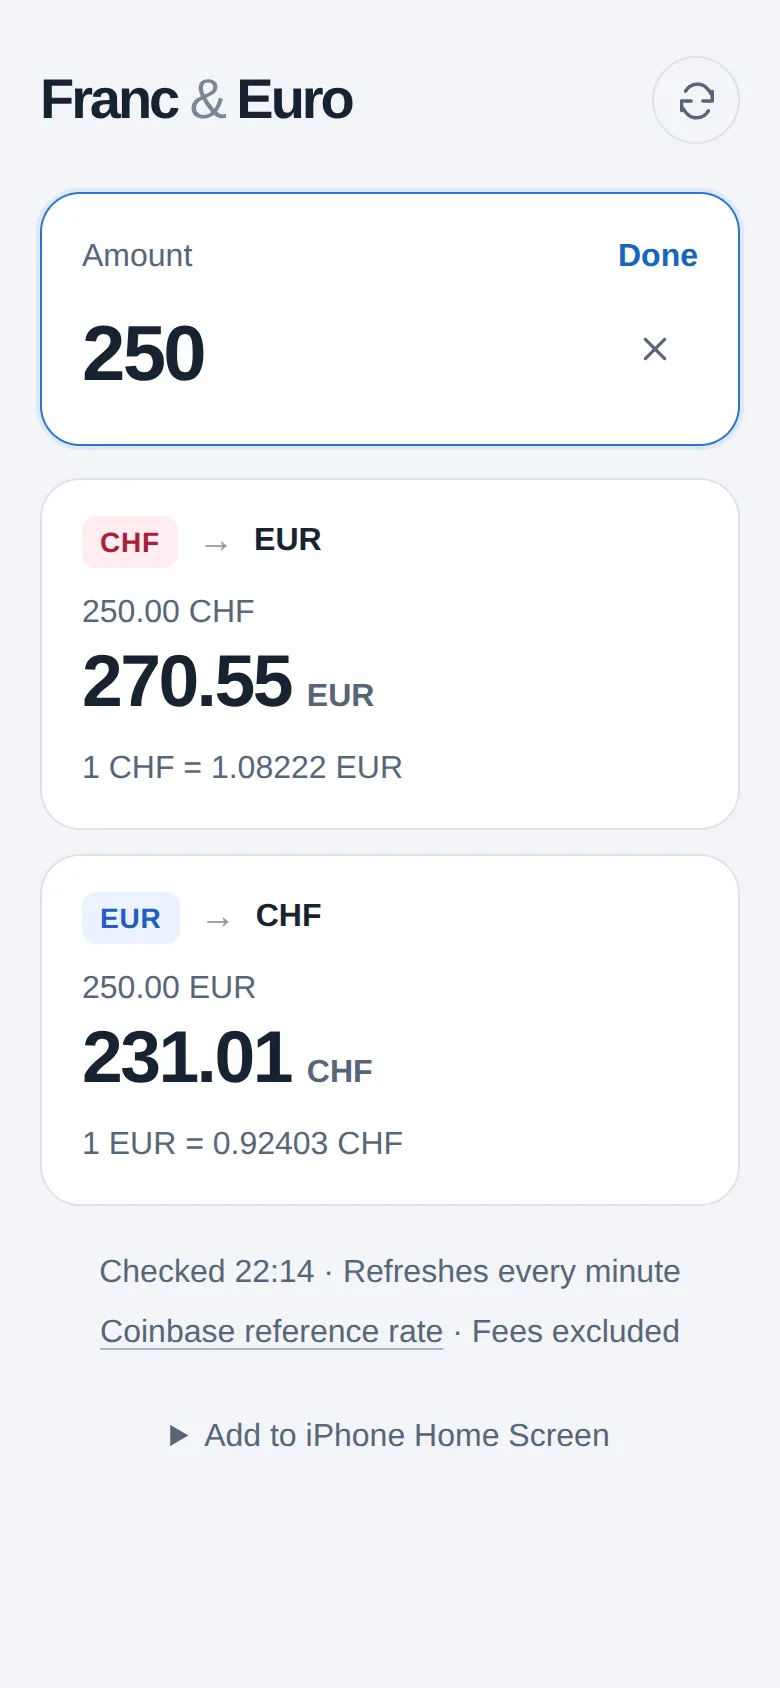 Franc & Euro
Amount
Done
250
CHF → EUR
250.00 CHF
270.55 EUR
1 CHF = 1.08222 EUR
EUR → CHF
250.00 EUR
231.01 CHF
1 EUR = 0.92403 CHF
Checked 22:14 · Refreshes every minute
Coinbase reference rate · Fees excluded
Add to iPhone Home Screen